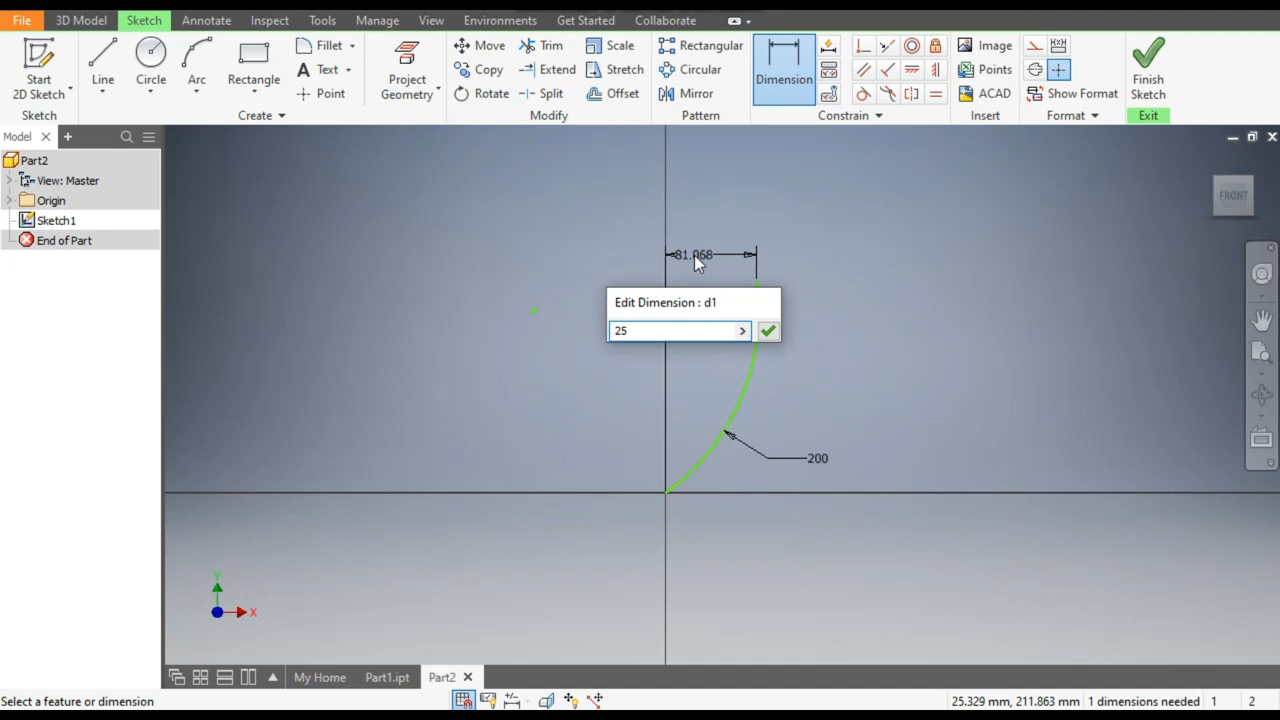 File 3D Model Sketch Annotate Inspect Tools Manage View Environments Get Started Collaborate
Start
2D Sketch
Line
Circle
Arc
Rectangle
Fillet
Text
Point
Project
Geometry
Move
Copy
Rotate
Trim
Extend
Split
Scale
Stretch
Offset
Rectangular
Circular
Mirror
Dimension
Image
Points
ACAD
Show Format
Finish
Sketch
Sketch Create Modify Pattern Constrain Insert Format Exit
Model
Part2
View: Master
Origin
Sketch1
End of Part
FRONT
81.068
Edit Dimension : d1
25
200
Y
X
My Home Part1.ipt Part2
Select a feature or dimension
25.329 mm, 211.863 mm 1 dimensions needed 1 2